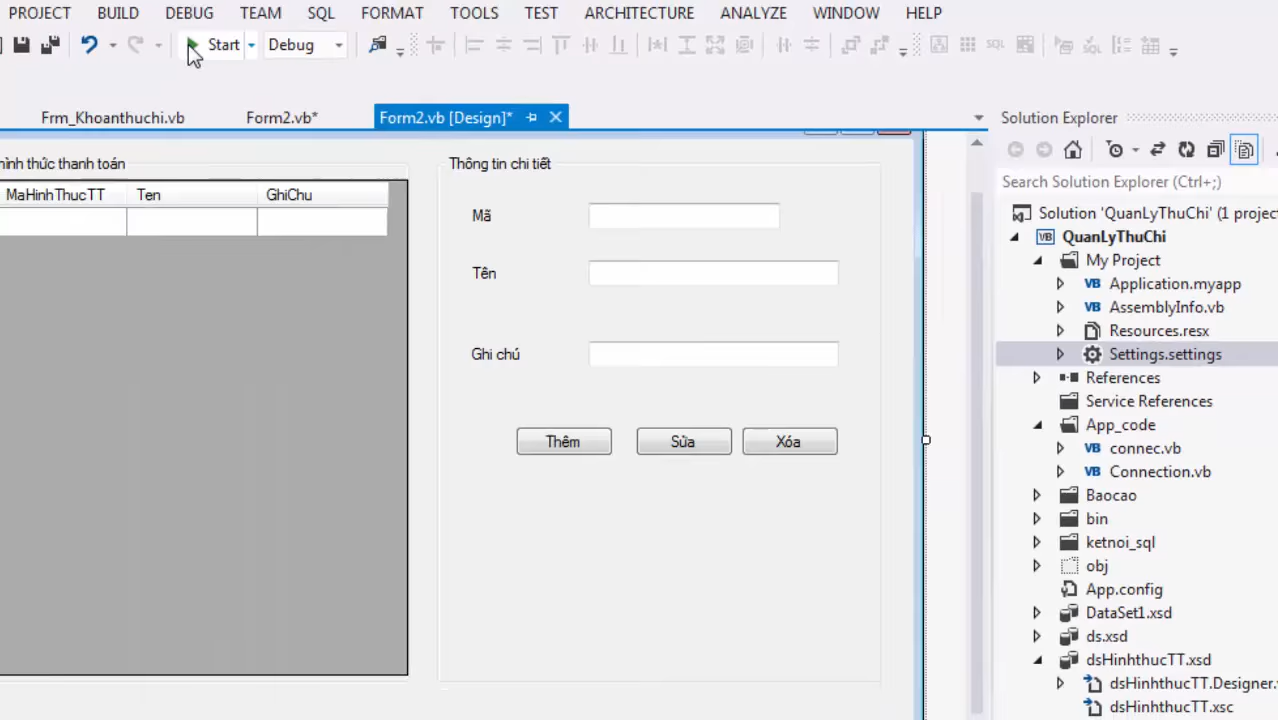 PROJECT BUILD DEBUG TEAM SQL FORMAT TOOLS TEST ARCHITECTURE ANALYZE WINDOW HELP
Start Debug
Frm_Khoanthuchi.vb Form2.vb* Form2.vb [Design]*
Solution Explorer
Search Solution Explorer (Ctrl+;)
Solution 'QuanLyThuChi' (1 project
QuanLyThuChi
My Project
Application.myapp
AssemblyInfo.vb
Resources.resx
Settings.settings
References
Service References
App_code
connec.vb
Connection.vb
Baocao
bin
ketnoi_sql
obj
App.config
DataSet1.xsd
ds.xsd
dsHinhthucTT.xsd
dsHinhthucTT.Designer.
dsHinhthucTT.xsc
hình thức thanh toán
MaHinhThucTT Ten GhiChu
Thông tin chi tiết
Mã
Tên
Ghi chú
Thêm Sửa Xóa